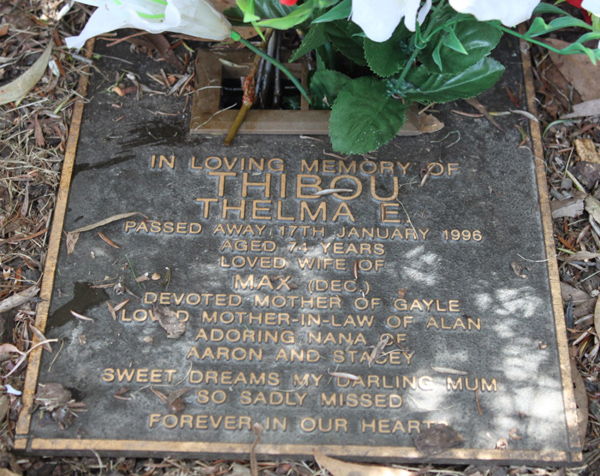 IN LOVING MEMORY OF
THIBOU
THELMA E.
PASSED AWAY, 17TH JANUARY 1996
AGED 74 YEARS
LOVED WIFE OF
MAX (DEC.)
DEVOTED MOTHER OF GAYLE
LOVED MOTHER-IN-LAW OF ALAN
ADORING NANA OF
AARON AND STACEY
SWEET DREAMS MY DARLING MUM
SO SADLY MISSED
FOREVER IN OUR HEARTS